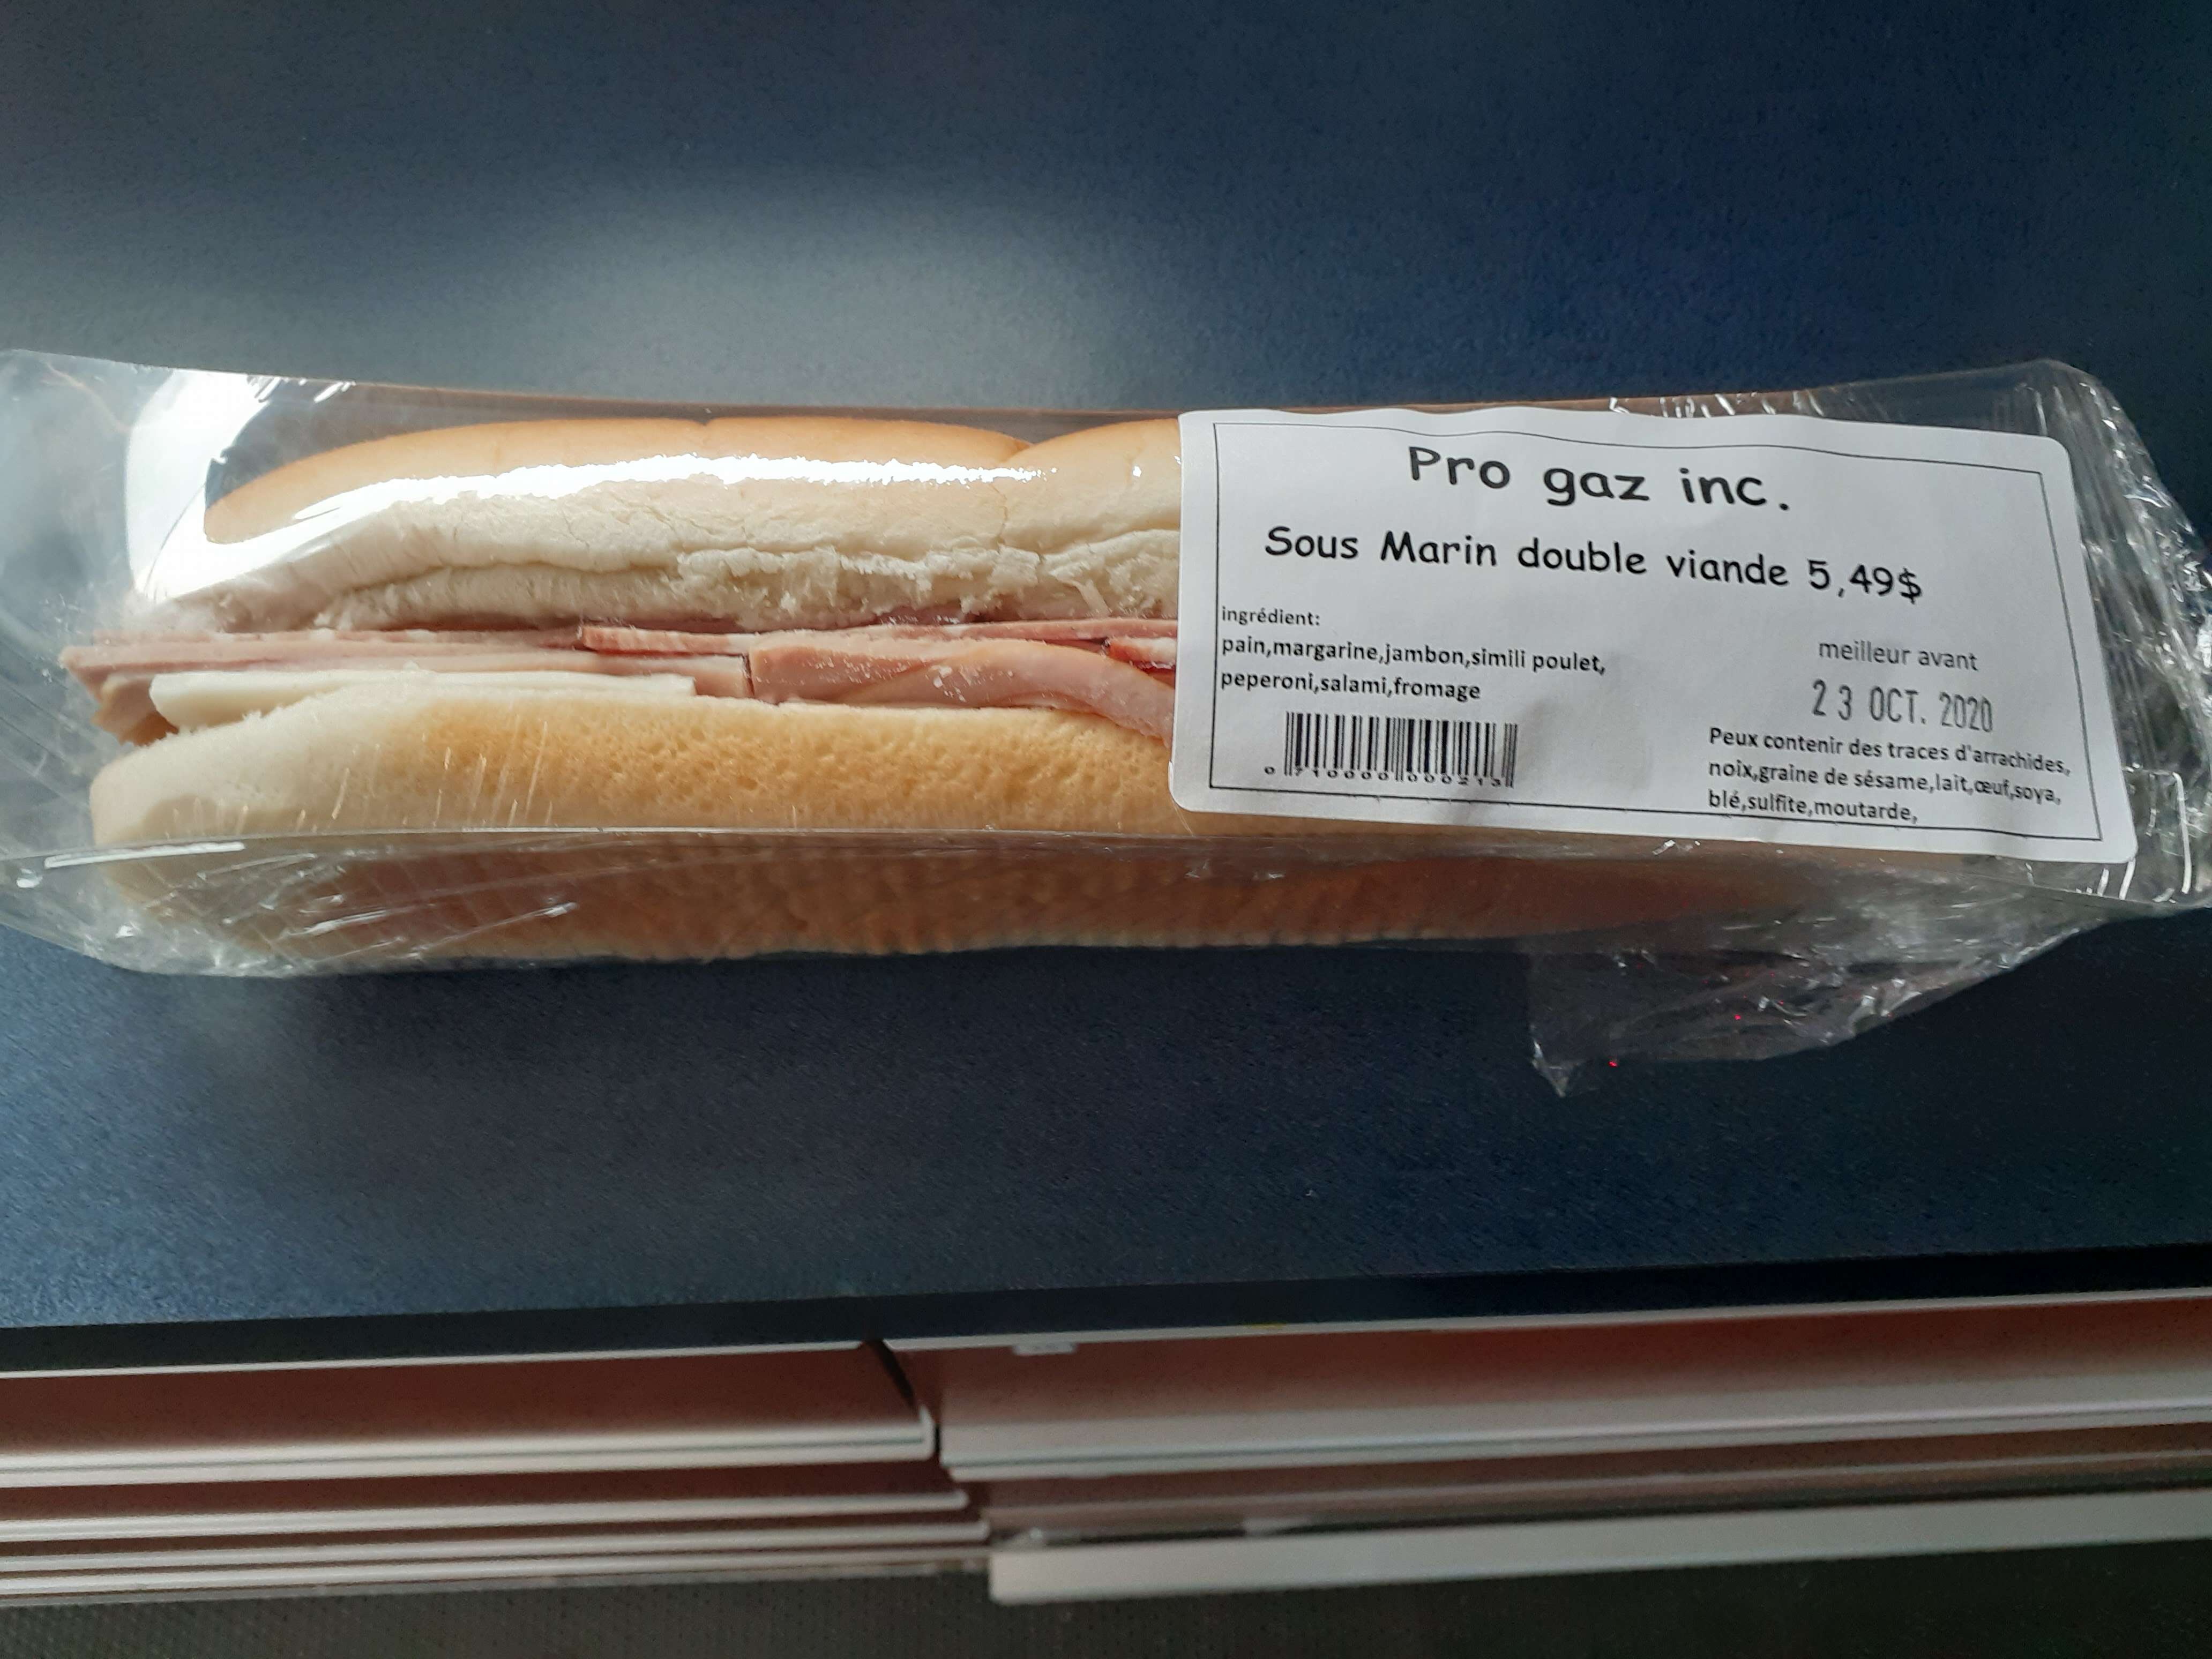 Pro gaz inc.
Sous Marin double viande 5,49$
ingrédient:
pain,margarine,jambon,simili poulet,
peperoni,salami,fromage
meilleur avant
23 OCT. 2020
Peux contenir des traces d'arrachides,
noix,graine de sésame,lait,œuf,soya,
blé,sulfite,moutarde,